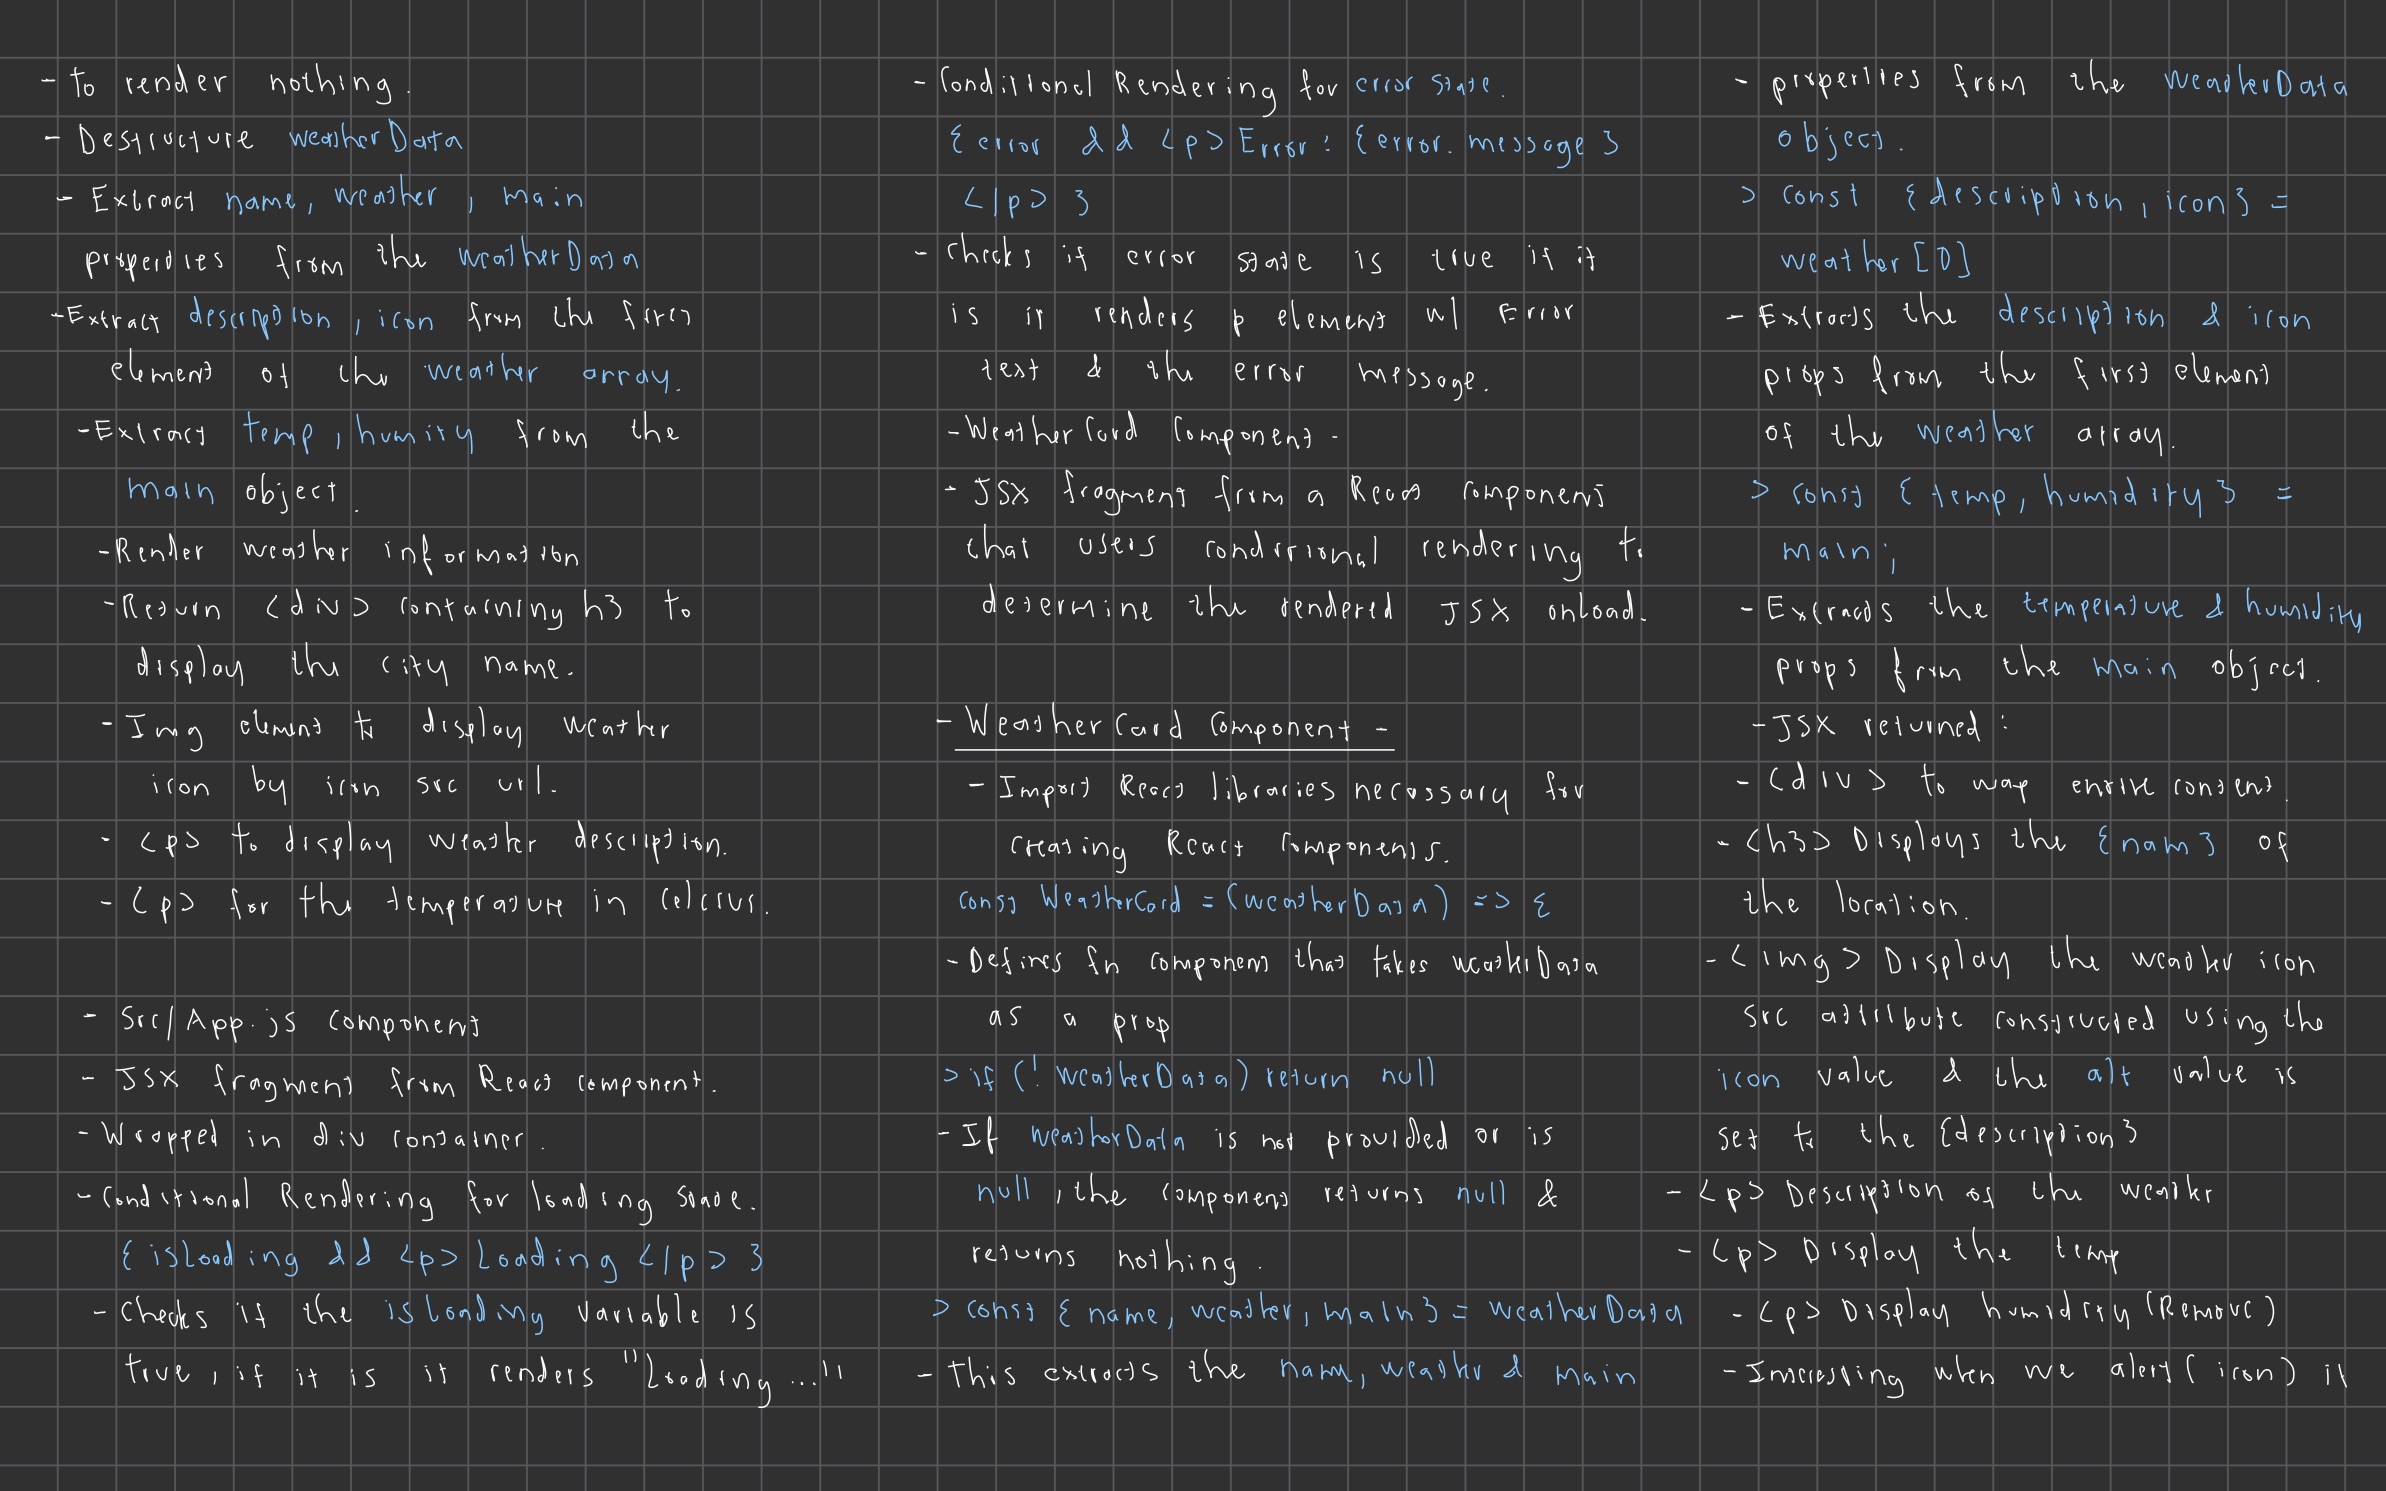 - To render nothing.
- Destructure weatherData
- Extract name, weather, main
properties from the weatherData
- Extract description, icon from the first
element of the weather array.
- Extract temp, humity from the
main object.
- Render weather information
- Return <div> containing h3 to
display the city name.
- Img element to display weather
icon by icon src url.
- <p> to display weather description.
- <p> for the temperature in Celcius.
- Src/App.js component
- JSX fragment from React component.
- Wrapped in div container.
- Conditional Rendering for loading state.
{isLoading && <p> Loading </p> }
- Checks if the isLoading variable is
true, if it is it renders "Loading..."
- Conditional Rendering for error state.
{error && <p> Error: {error.message}
</p> }
- Checks if error state is true if it
is it renders p element w/ Error
text & the error message.
- WeatherCard Component -
- JSX fragment from a React component
that users conditional rendering to
determine the rendered JSX onload.
- WeatherCard Component -
- Import React libraries necessary for
creating React Components.
const WeatherCard = (weatherData) => {
- Defines fn component that takes weatherData
as a prop
> if (!weatherData) return null
- If weatherData is not provided or is
null, the component returns null &
returns nothing.
> const { name, weather, main} = weatherData
- This extracts the name, weather & main
- properties from the weatherData
object.
> const {description, icon} =
weather[0]
- Extracts the description & icon
props from the first element
of the weather array.
> const { temp, humidity } =
main;
- Extracts the temperature & humidity
props from the main object.
- JSX returned:
- <div> to wap entire content.
- <h3> Displays the {nam} of
the location.
- <img> Display the weather icon
src attribute constructed using the
icon value & the alt value is
set to the {description}
- <p> Description of the weather
- <p> Display the temp
- <p> Display humidity (Remove)
- Interesting when we alert(icon) it